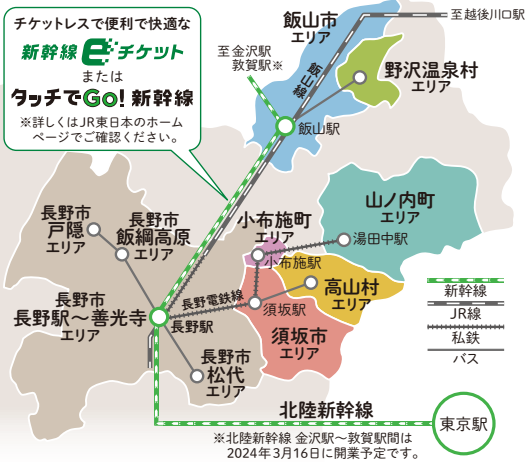 チケットレスで便利で快適な
新幹線eチケット
または
タッチでGo!新幹線
※詳しくはJR東日本のホーム
ページでご確認ください。
至越後川口駅
飯山市
エリア
至金沢駅
敦賀駅※
飯山線
野沢温泉村
エリア
飯山駅
山ノ内町
エリア
湯田中駅
小布施町
エリア
小布施駅
長野市
戸隠
エリア
長野市
飯綱高原
エリア
高山村
エリア
長野電鉄線
須坂駅
長野市
長野駅～善光寺
エリア
長野駅
須坂市
エリア
長野市
松代
エリア
新幹線
JR線
私鉄
バス
北陸新幹線
東京駅
※北陸新幹線 金沢駅～敦賀駅間は
2024年3月16日に開業予定です。